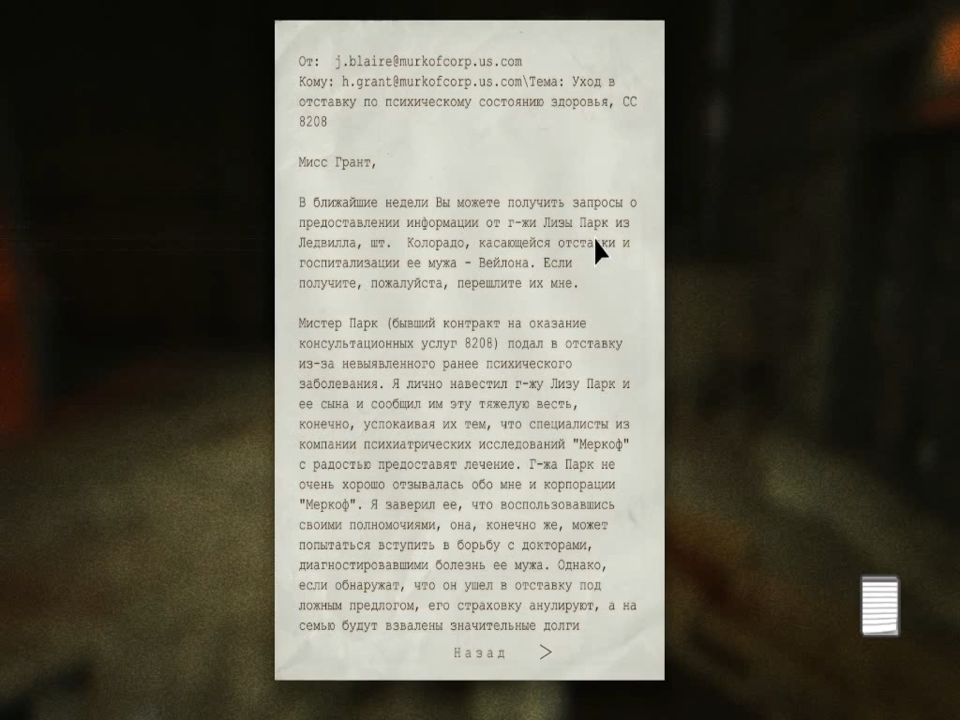 От:  j.blaire@murkofcorp.us.com
Кому: h.grant@murkofcorp.us.com\Тема: Уход в
отставку по психическому состоянию здоровья, СС
8208
Мисс Грант,
В ближайшие недели Вы можете получить запросы о
предоставлении информации от г-жи Лизы Парк из
Ледвилла, шт.  Колорадо, касающейся отставки и
госпитализации ее мужа - Вейлона. Если
получите, пожалуйста, перешлите их мне.
Мистер Парк (бывший контракт на оказание
консультационных услуг 8208) подал в отставку
из-за невыявленного ранее психического
заболевания. Я лично навестил г-жу Лизу Парк и
ее сына и сообщил им эту тяжелую весть,
конечно, успокаивая их тем, что специалисты из
компании психиатрических исследований "Меркоф"
с радостью предоставят лечение. Г-жа Парк не
очень хорошо отзывалась обо мне и корпорации
"Меркоф". Я заверил ее, что воспользовавшись
своими полномочиями, она, конечно же, может
попытаться вступить в борьбу с докторами,
диагностировавшими болезнь ее мужа. Однако,
если обнаружат, что он ушел в отставку под
ложным предлогом, его страховку анулируют, а на
семью будут взвалены значительные долги
Назад >